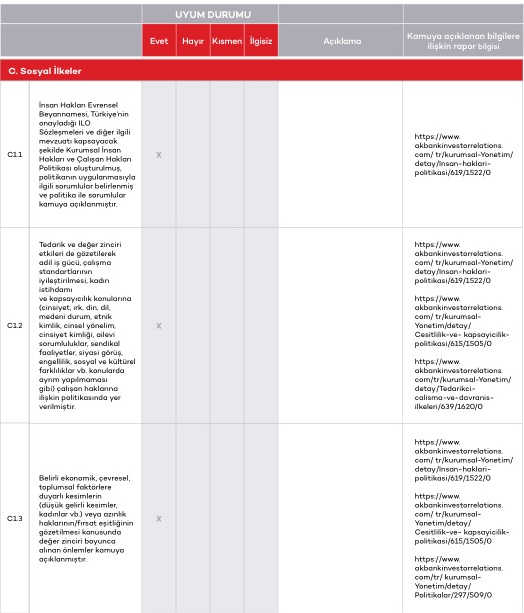 UYUM DURUMU
Evet Hayır Kısmen İlgisiz Açıklama Kamuya açıklanan bilgilere
ilişkin rapor bilgisi
C. Sosyal İlkeler
C1.1
İnsan Hakları Evrensel
Beyannamesi, Türkiye'nin
onayladığı ILO
Sözleşmeleri ve diğer ilgili
mevzuatı kapsayacak
şekilde Kurumsal İnsan
Hakları ve Çalışan Hakları
Politikası oluşturulmuş,
politikanın uygulanmasıyla
ilgili sorumlular belirlenmiş
ve politika ile sorumlular
kamuya açıklanmıştır.
X
https://www.
akbankinvestorrelations.
com/ tr/kurumsal-Yonetim/
detay/Insan-haklari-
politikasi/619/1522/0
C1.2
Tedarik ve değer zinciri
etkileri de gözetilerek
adil iş gücü, çalışma
standartlarının
iyileştirilmesi, kadın
istihdamı
ve kapsayıcılık konularına
(cinsiyet, ırk, din, dil,
medeni durum, etnik
kimlik, cinsel yönelim,
cinsiyet kimliği, ailevi
sorumluluklar, sendikal
faaliyetler, siyasi görüş,
engellilik, sosyal ve kültürel
farklılıklar vb. konularda
ayrım yapılmaması
gibi) çalışan haklarına
ilişkin politikasında yer
verilmiştir.
X
https://www.
akbankinvestorrelations.
com/ tr/kurumsal-Yonetim/
detay/Insan-haklari-
politikasi/619/1522/0
https://www.
akbankinvestorrelations.
com/ tr/kurumsal-
Yonetim/detay/
Cesitlilik-ve- kapsayicilik-
politikasi/615/1505/0
https://www.
akbankinvestorrelations.
com/tr/kurumsal-Yonetim/
detay/Tedarikci-
calisma-ve-davranis-
ilkeleri/639/1620/0
C1.3
Belirli ekonomik, çevresel,
toplumsal faktörlere
duyarlı kesimlerin
(düşük gelirli kesimler,
kadınlar vb.) veya azınlık
haklarının/fırsat eşitliğinin
gözetilmesi konusunda
değer zinciri boyunca
alınan önlemler kamuya
açıklanmıştır.
X
https://www.
akbankinvestorrelations.
com/ tr/kurumsal-Yonetim/
detay/Insan-haklari-
politikasi/619/1522/0
https://www.
akbankinvestorrelations.
com/ tr/kurumsal-
Yonetim/detay/
Cesitlilik-ve- kapsayicilik-
politikasi/615/1505/0
https://www.
akbankinvestorrelations.
com/tr/ kurumsal-
Yonetim/detay/
Politikalar/297/509/0